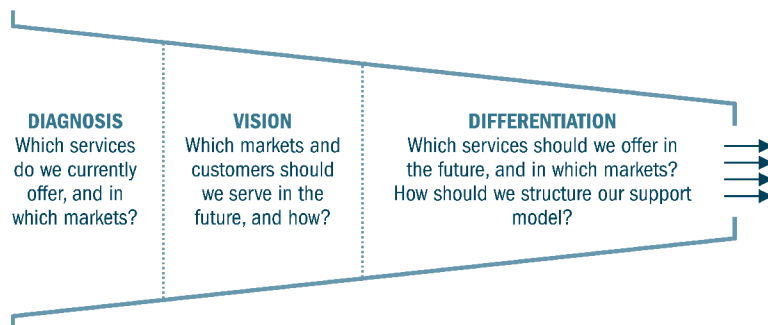 DIAGNOSIS
Which services
do we currently
offer, and in
which markets?
VISION
Which markets and
customers should
we serve in the
future, and how?
DIFFERENTIATION
Which services should we offer in
the future, and in which markets?
How should we structure our support
model?